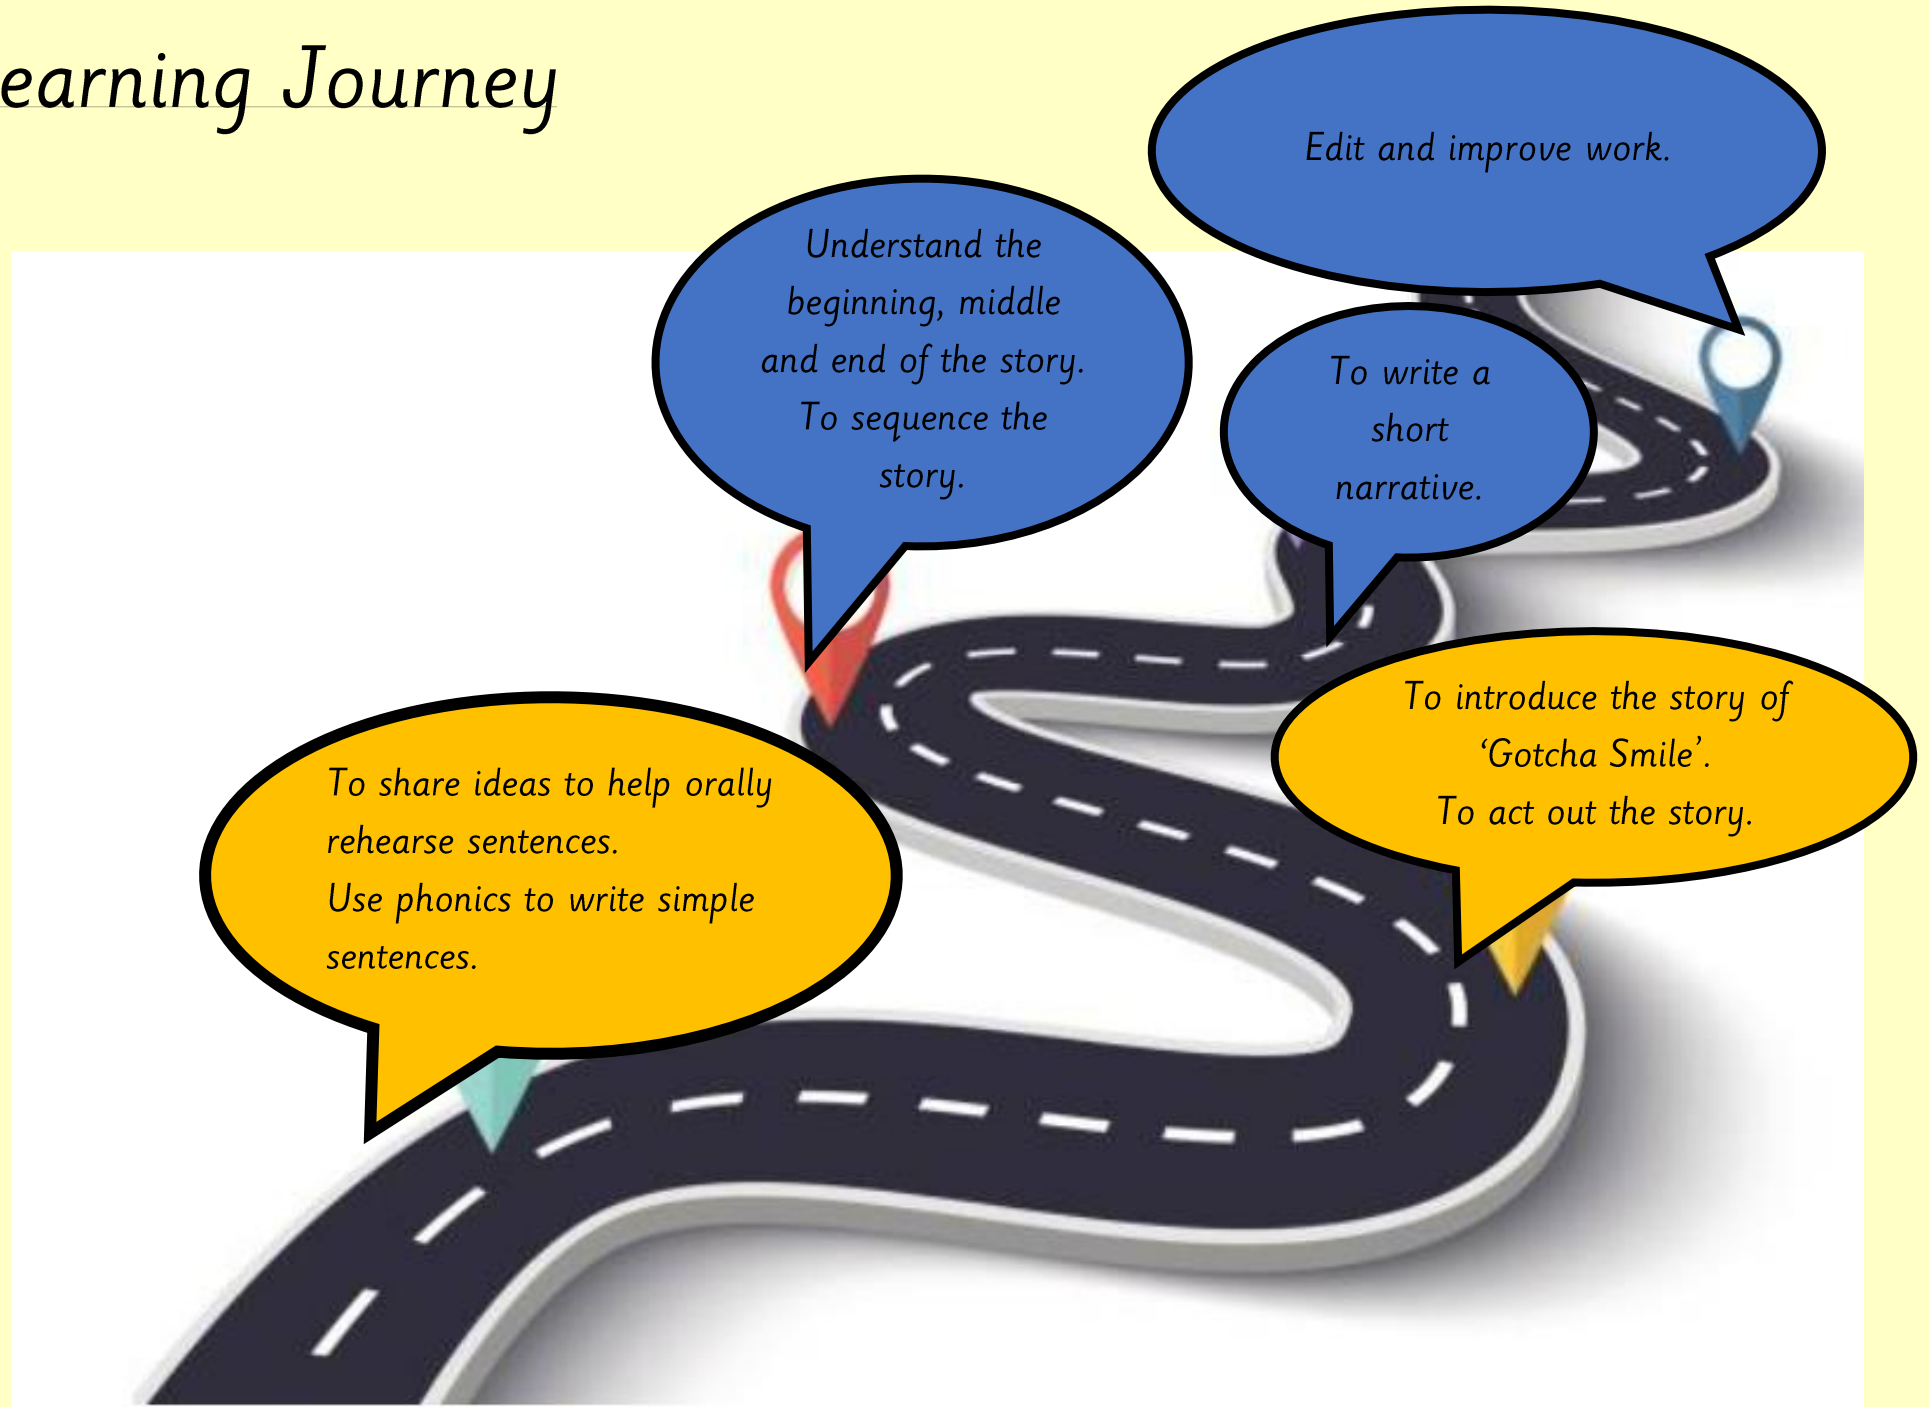 earning Journey
Edit and improve work.
Understand the
beginning, middle
and end of the story.
To sequence the
story.
To write a
short
narrative.
To introduce the story of
‘Gotcha Smile’.
To act out the story.
To share ideas to help orally
rehearse sentences.
Use phonics to write simple
sentences.